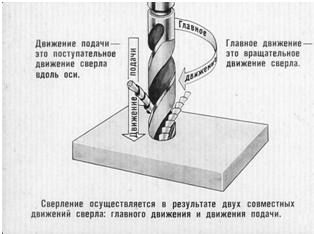 Движение подачи —
это поступательное
движение сверла
вдоль оси.
Движение подачи
Главное
движение
Главное движение —
это вращательное
движение сверла.
Сверление осуществляется в результате двух совместных
движений сверла: главного движения и движения подачи.